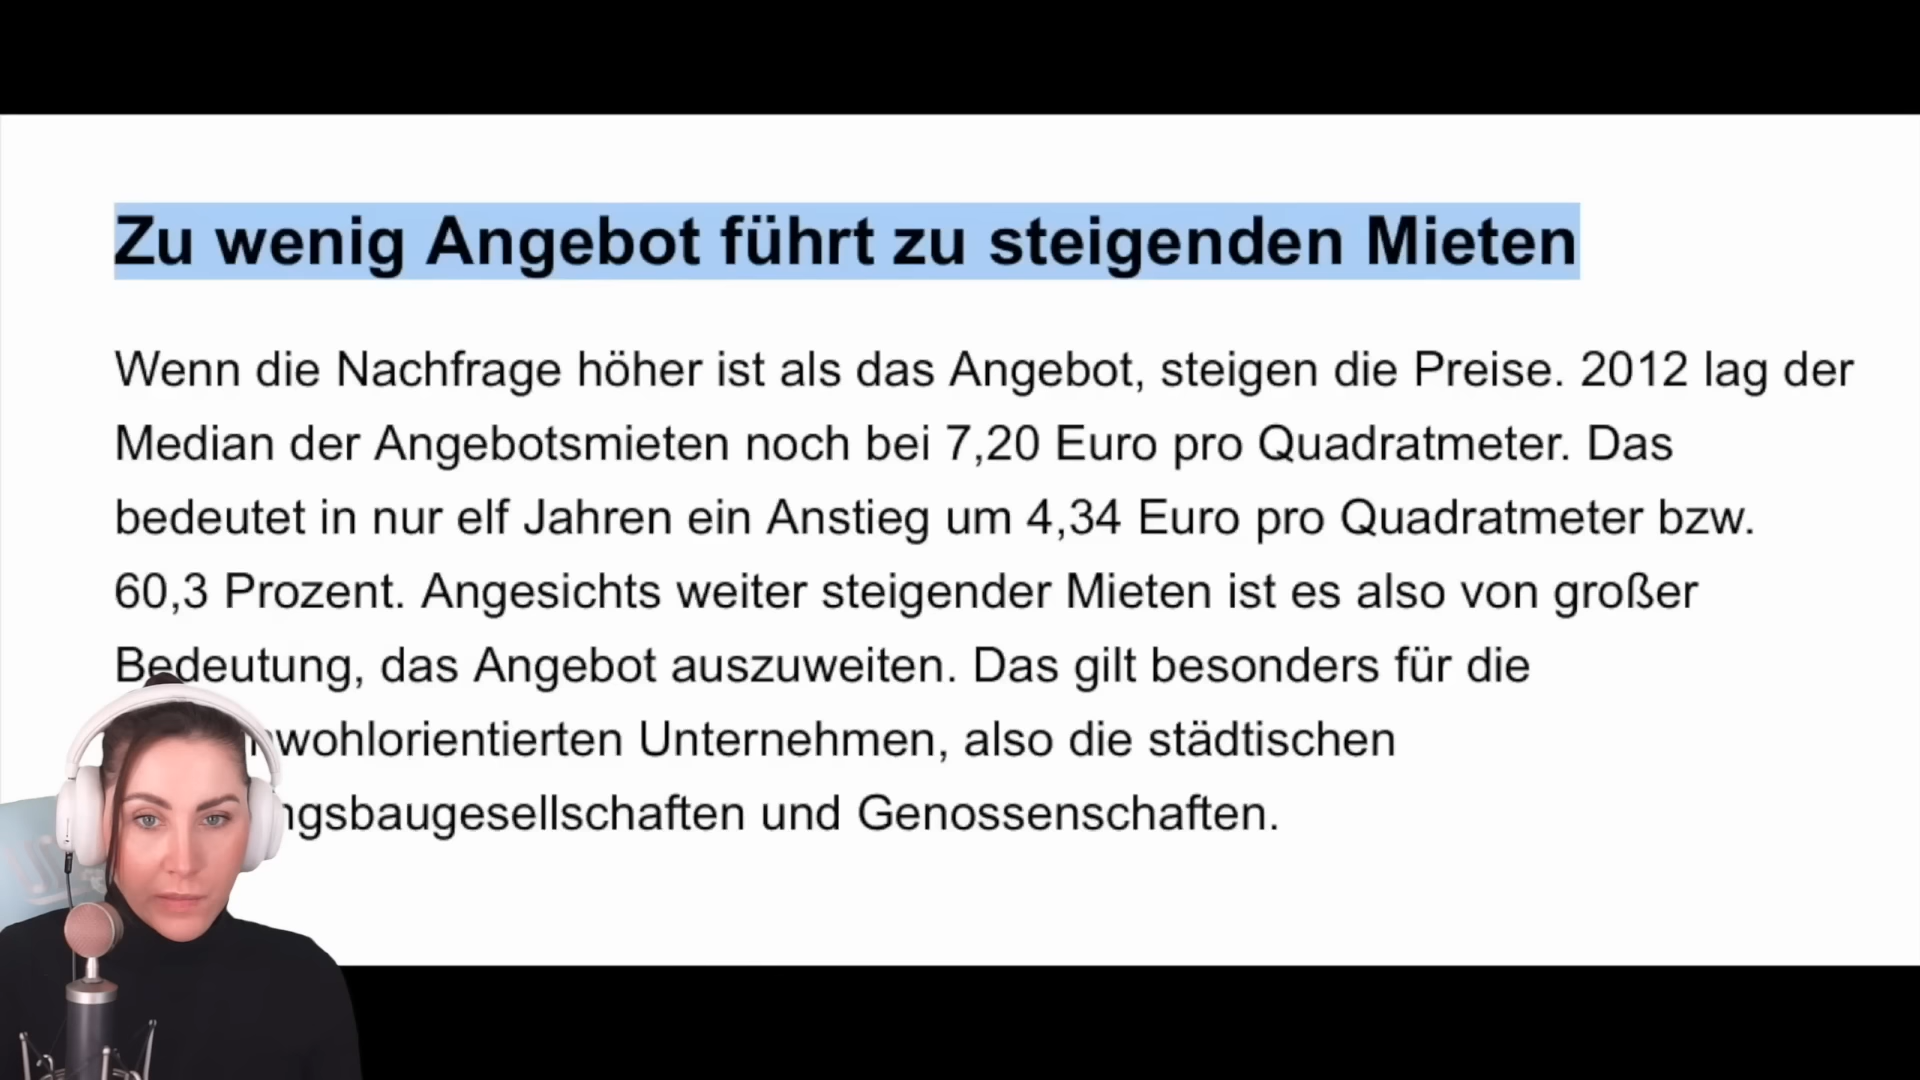 Zu wenig Angebot führt zu steigenden Mieten
Wenn die Nachfrage höher ist als das Angebot, steigen die Preise. 2012 lag der
Median der Angebotsmieten noch bei 7,20 Euro pro Quadratmeter. Das
bedeutet in nur elf Jahren ein Anstieg um 4,34 Euro pro Quadratmeter bzw.
60,3 Prozent. Angesichts weiter steigender Mieten ist es also von großer
Bedeutung, das Angebot auszuweiten. Das gilt besonders für die
wohlorientierten Unternehmen, also die städtischen
ngsbaugesellschaften und Genossenschaften.